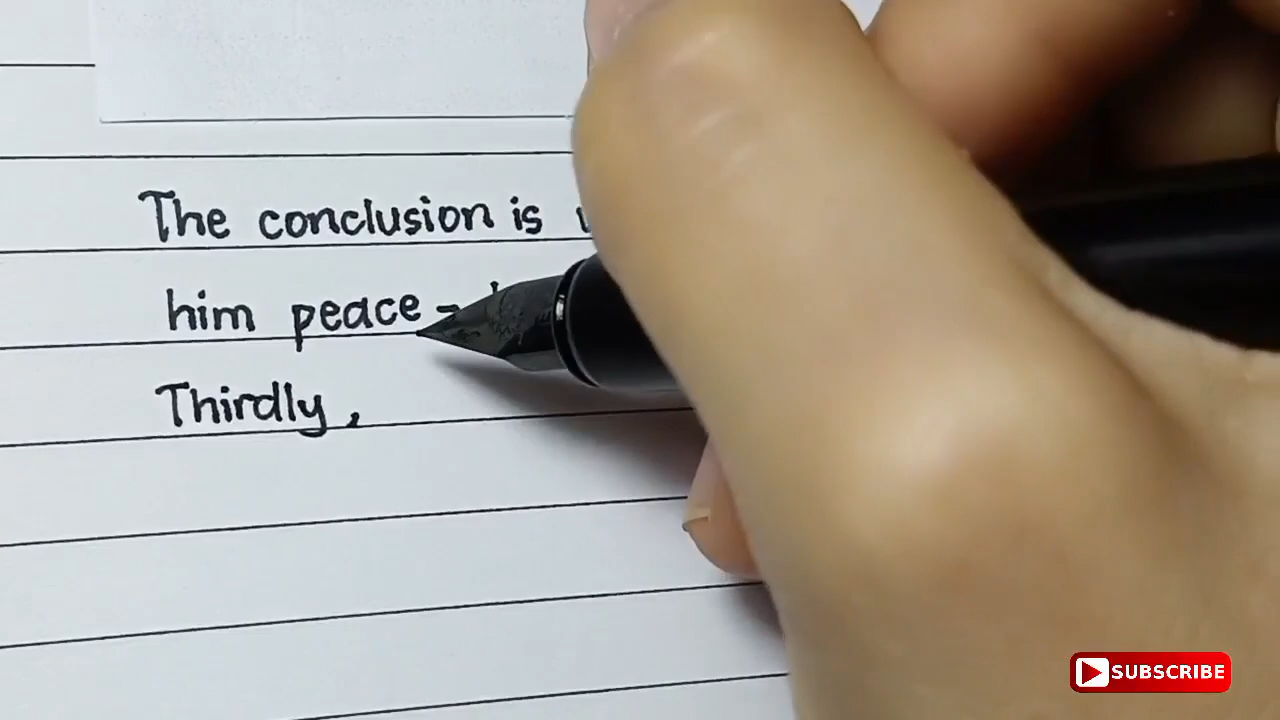 The conclusion is
him peace -
Thirdly,
SUBSCRIBE